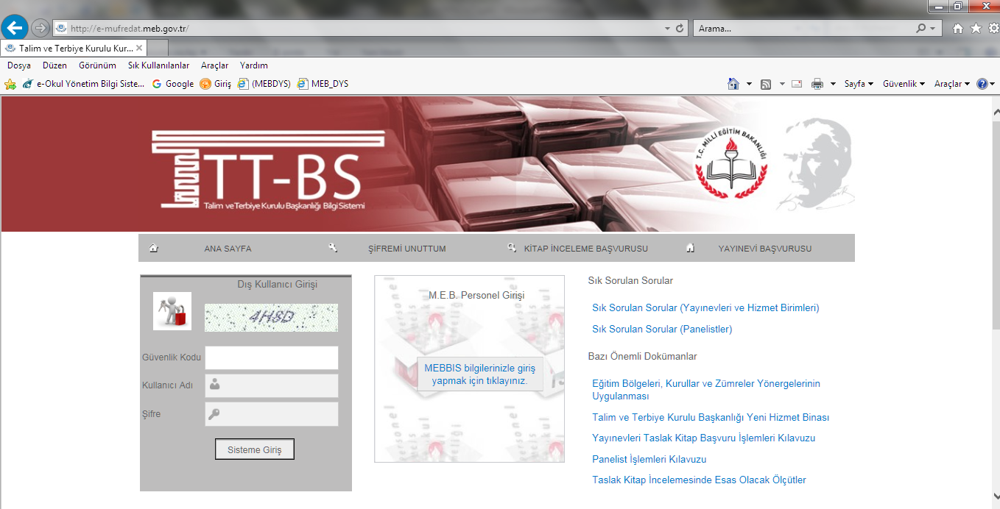 http://e-mufredat.meb.gov.tr/
Arama...
Talim ve Terbiye Kurulu Kur...
Dosya Düzen Görünüm Sık Kullanılanlar Araçlar Yardım
e-Okul Yönetim Bilgi Siste... Google Giriş (MEBDYS) MEB_DYS
Sayfa Güvenlik Araçlar
TTT-BS
Talim ve Terbiye Kurulu Başkanlığı Bilgi Sistemi
T.C. MİLLİ EĞİTİM BAKANLIĞI
ANA SAYFA ŞİFREMİ UNUTTUM KİTAP İNCELEME BAŞVURUSU YAYINEVİ BAŞVURUSU
Dış Kullanıcı Girişi
4H8D
Güvenlik Kodu
Kullanıcı Adı
Şifre
Sisteme Giriş
M.E.B. Personel Girişi
MEBBIS bilgilerinizle giriş
yapmak için tıklayınız.
Sık Sorulan Sorular
Sık Sorulan Sorular (Yayınevleri ve Hizmet Birimleri)
Sık Sorulan Sorular (Panelistler)
Bazı Önemli Dokümanlar
Eğitim Bölgeleri, Kurullar ve Zümreler Yönergelerinin
Uygulanması
Talim ve Terbiye Kurulu Başkanlığı Yeni Hizmet Binası
Yayınevleri Taslak Kitap Başvuru İşlemleri Kılavuzu
Panelist İşlemleri Kılavuzu
Taslak Kitap İncelemesinde Esas Olacak Ölçütler